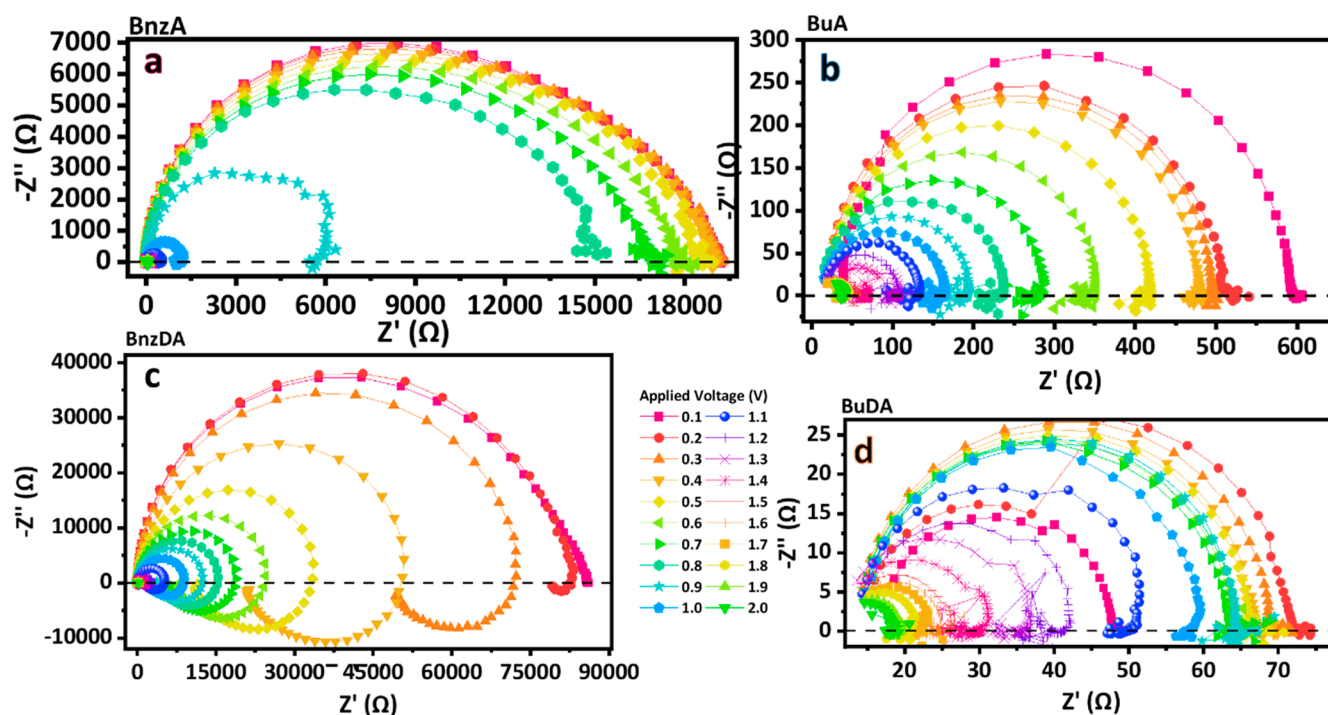 BnzA
a
7000
6000
5000
4000
3000
2000
1000
0
-Z'' (Ω)
0 3000 6000 9000 12000 15000 18000
Z' (Ω)
BuA
b
300
250
200
150
100
50
0
-Z'' (Ω)
0 100 200 300 400 500 600
Z' (Ω)
BnzDA
c
40000
30000
20000
10000
0
-10000
-Z'' (Ω)
0 15000 30000 45000 60000 75000 90000
Z' (Ω)
Applied Voltage (V)
0.1 1.1
0.2 1.2
0.3 1.3
0.4 1.4
0.5 1.5
0.6 1.6
0.7 1.7
0.8 1.8
0.9 1.9
1.0 2.0
BuDA
d
25
20
15
10
5
0
-Z'' (Ω)
20 30 40 50 60 70
Z' (Ω)